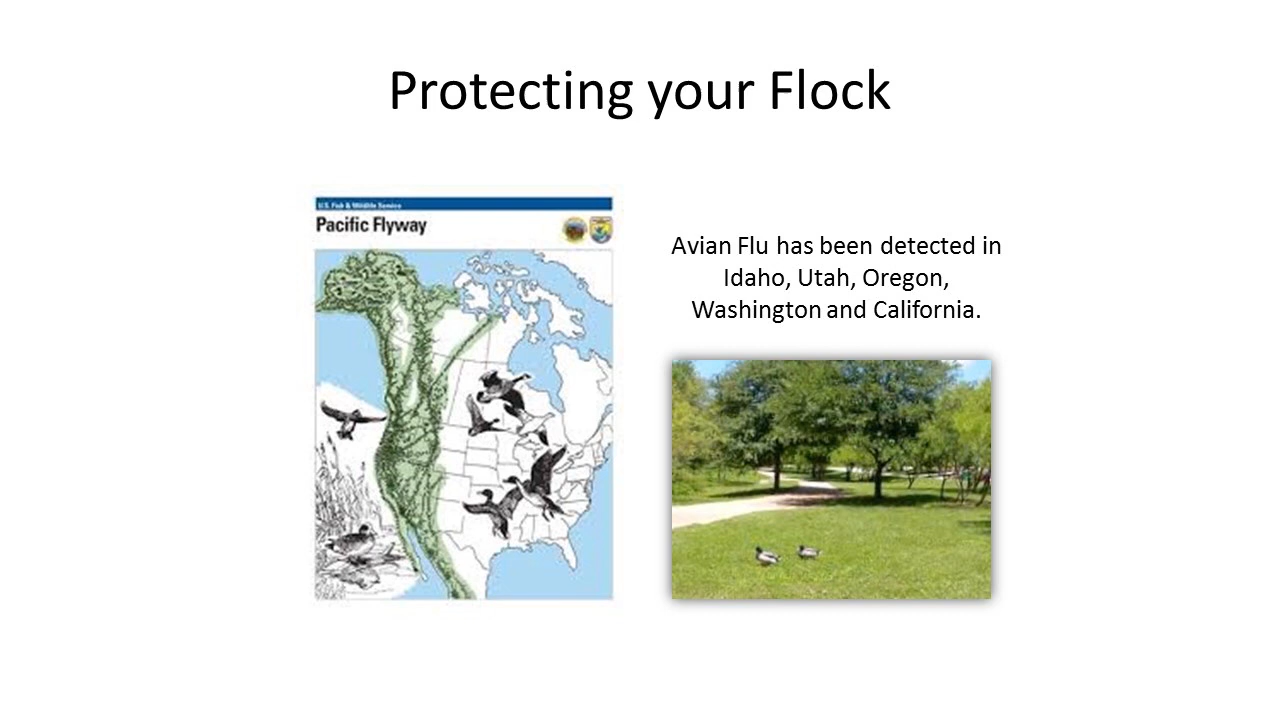 Protecting your Flock
U.S. Fish & Wildlife Service
Pacific Flyway
Avian Flu has been detected in
Idaho, Utah, Oregon,
Washington and California.